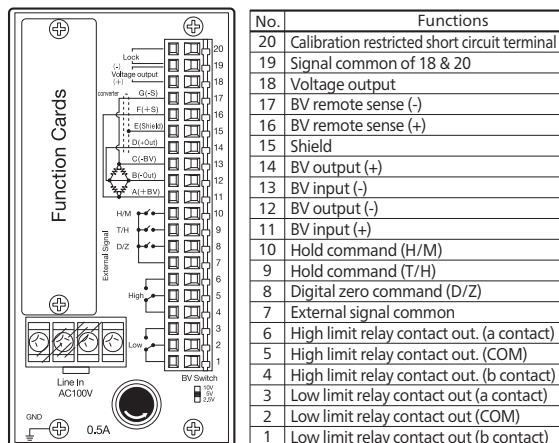 Function Cards
Lock
(-)
Voltage output
(+)
converter
G(-S)
F(+S)
E(Shield)
D(+Out)
C(-BV)
B(-Out)
A(+BV)
H/M
T/H
D/Z
External Signal
High
Low
20
19
18
17
16
15
14
13
12
11
10
9
8
7
6
5
4
3
2
1
Line In
AC100V
BV Switch
10V
5V
2.5V
GND
0.5A
No. Functions
20 Calibration restricted short circuit terminal
19 Signal common of 18 & 20
18 Voltage output
17 BV remote sense (-)
16 BV remote sense (+)
15 Shield
14 BV output (+)
13 BV input (-)
12 BV output (-)
11 BV input (+)
10 Hold command (H/M)
9 Hold command (T/H)
8 Digital zero command (D/Z)
7 External signal common
6 High limit relay contact out. (a contact)
5 High limit relay contact out. (COM)
4 High limit relay contact out. (b contact)
3 Low limit relay contact out (a contact)
2 Low limit relay contact out (COM)
1 Low limit relay contact out (b contact)